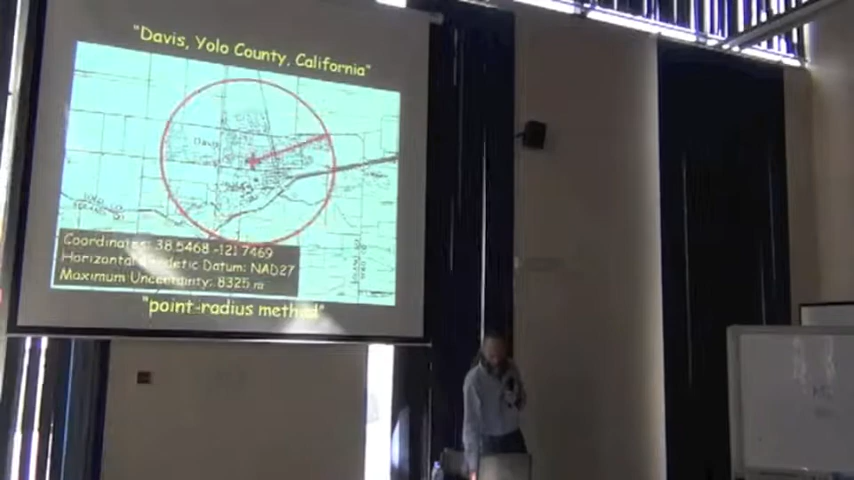 "Davis, Yolo County, California"
Davis
Coordinates: 38.5468 -121.7469
Horizontal Geodetic Datum: NAD27
Maximum Uncertainty: 8325 m
"point-radius method"